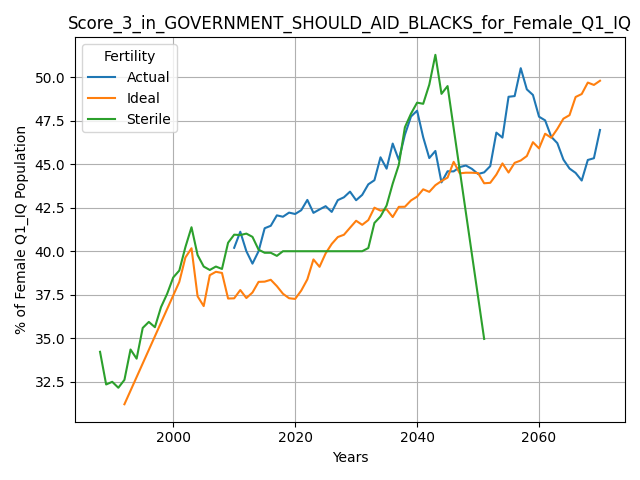 Score_3_in_GOVERNMENT_SHOULD_AID_BLACKS_for_Female_Q1_IQ
Fertility
Actual
Ideal
Sterile
% of Female Q1_IQ Population
50.0
47.5
45.0
42.5
40.0
37.5
35.0
32.5
2000 2020 2040 2060
Years